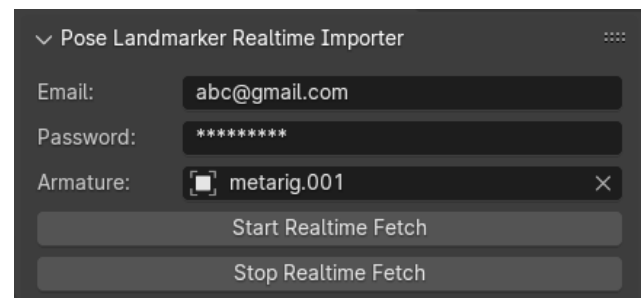 Pose Landmarker Realtime Importer
Email: abc@gmail.com
Password: *********
Armature: metarig.001
Start Realtime Fetch
Stop Realtime Fetch